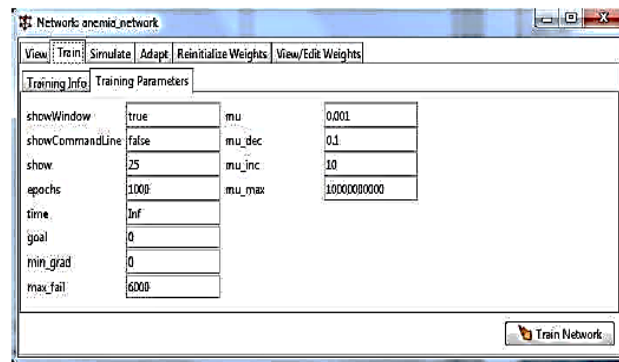 Network: anemia_network
View Train Simulate Adapt Reinitialize Weights View/Edit Weights
Training Info Training Parameters
showWindow true mu 0.001
showCommandLine false mu_dec 0.1
show 25 mu_inc 10
epochs 1000 mu_max 10000000000
time Inf
goal 0
min_grad 0
max_fail 6000
Train Network